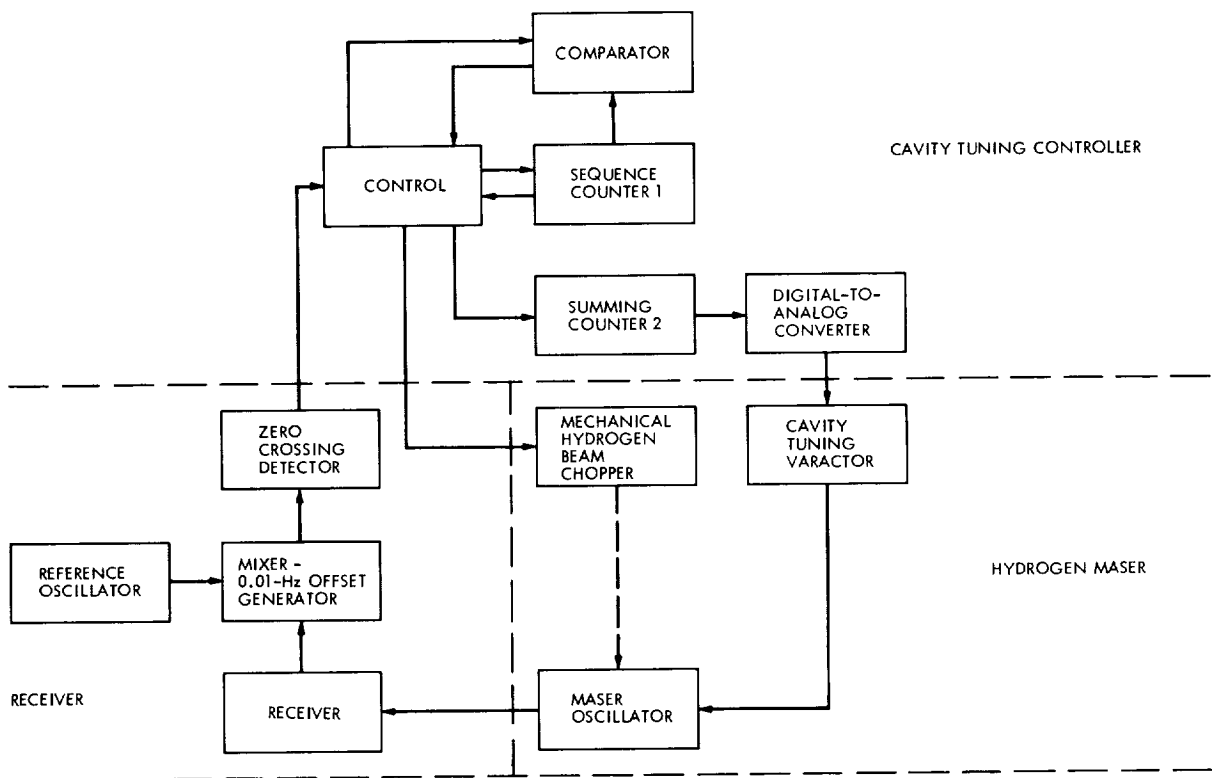 COMPARATOR
CAVITY TUNING CONTROLLER
CONTROL
SEQUENCE
COUNTER 1
SUMMING
COUNTER 2
DIGITAL-TO-
ANALOG
CONVERTER
ZERO
CROSSING
DETECTOR
MECHANICAL
HYDROGEN
BEAM
CHOPPER
CAVITY
TUNING
VARACTOR
REFERENCE
OSCILLATOR
MIXER -
0.01-Hz OFFSET
GENERATOR
HYDROGEN MASER
RECEIVER
RECEIVER
MASER
OSCILLATOR